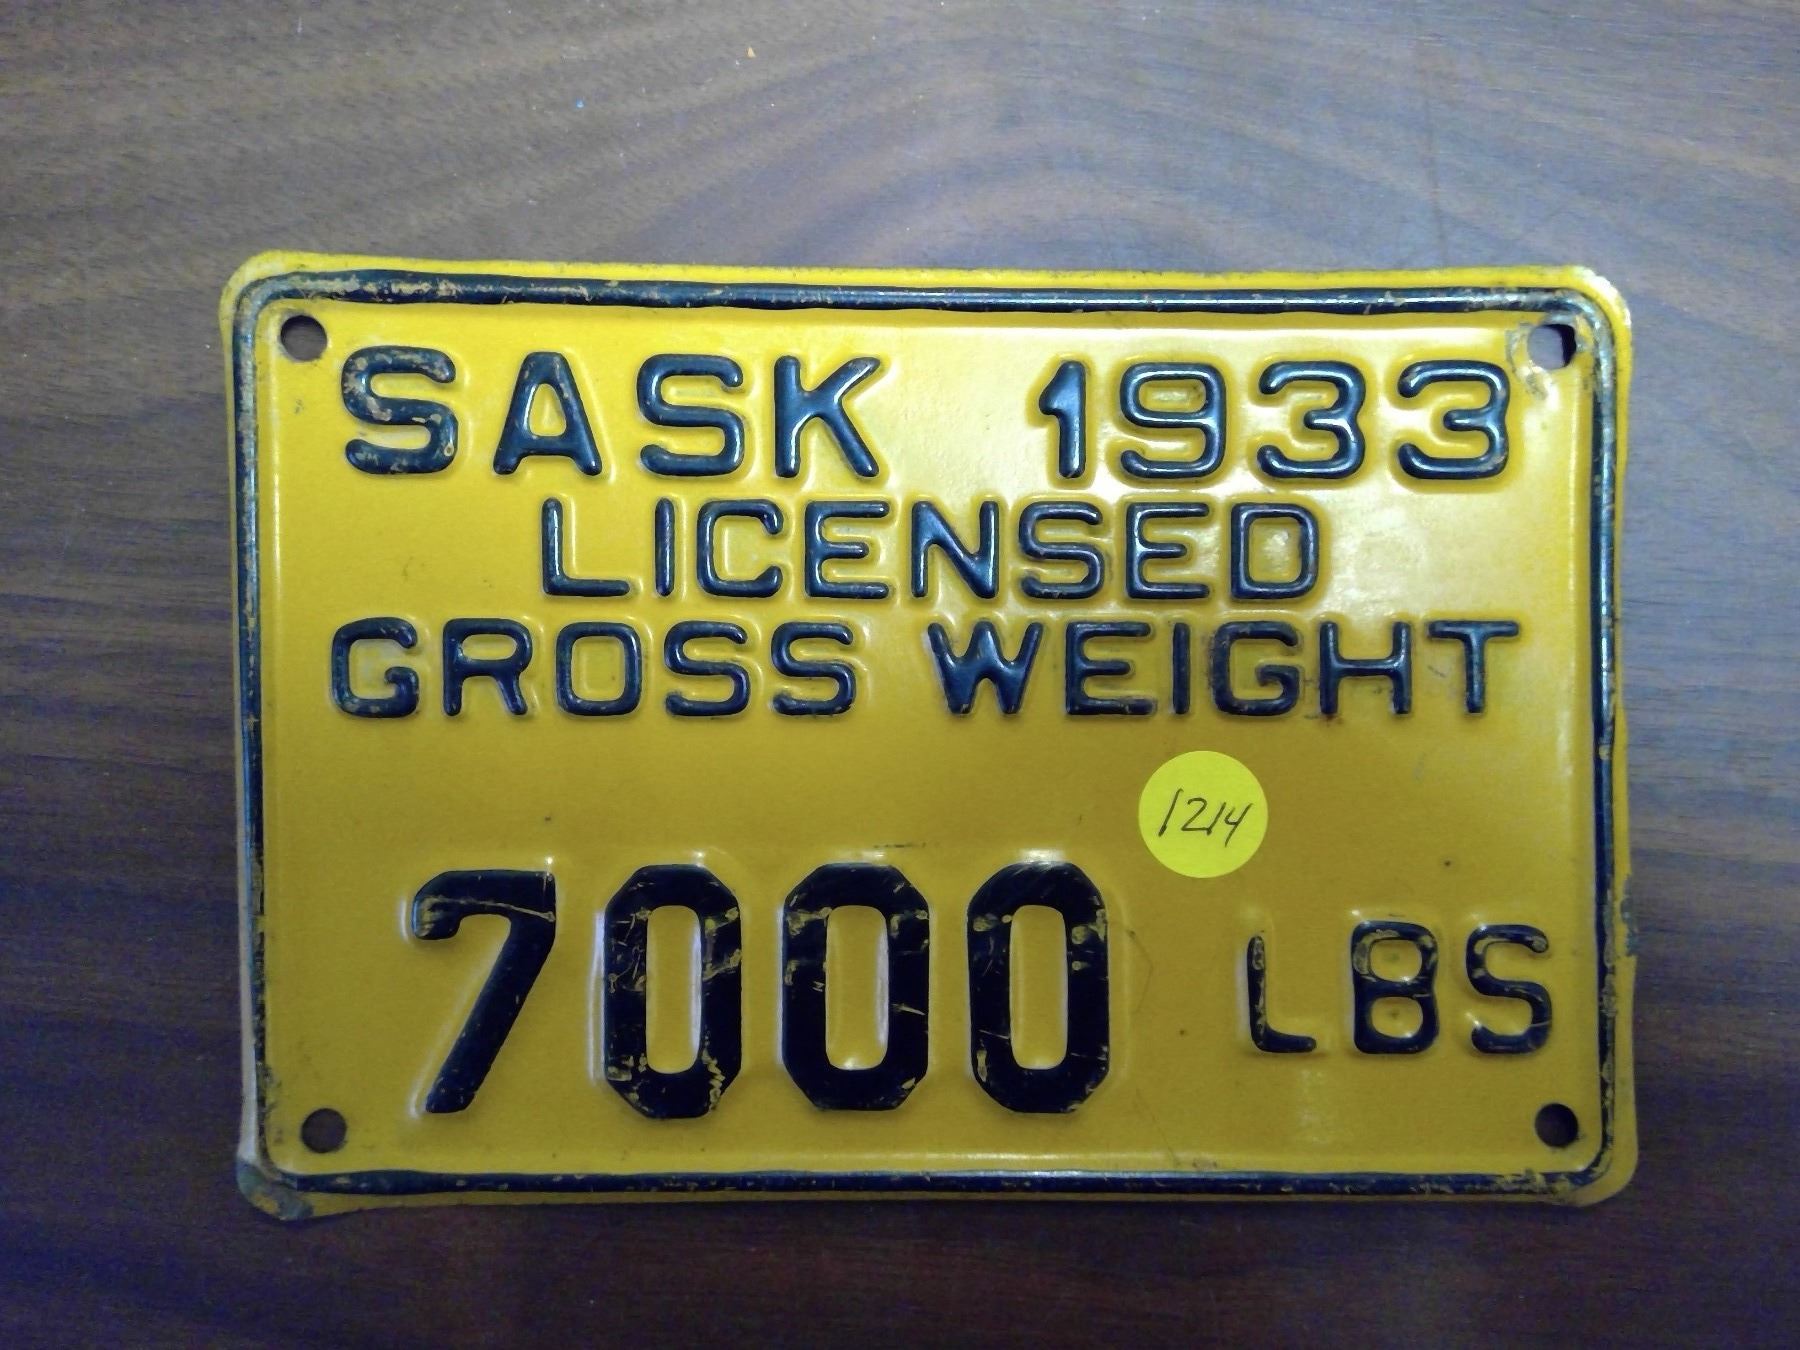 SASK 1933
LICENSED
GROSS WEIGHT
1214
7000 LBS